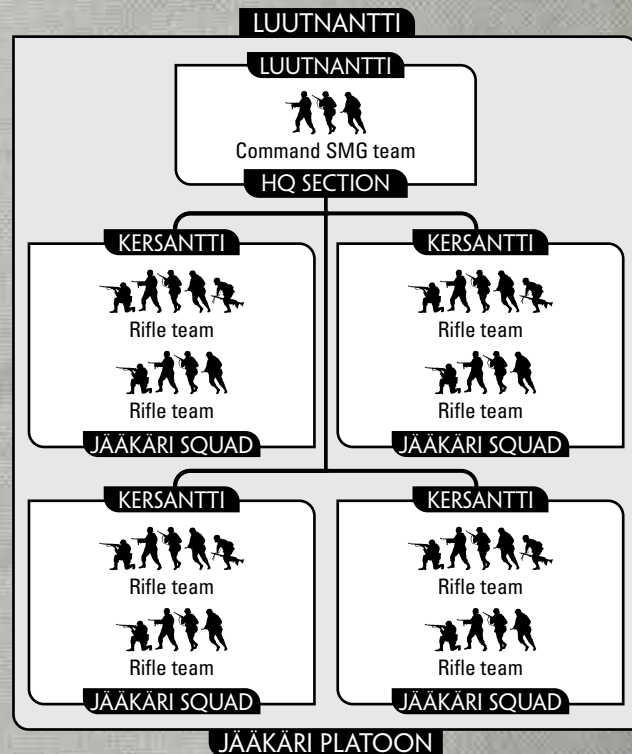 LUUTNANTTI
LUUTNANTTI
Command SMG team
HQ SECTION
KERSANTTI
Rifle team
Rifle team
JÄÄKÄRI SQUAD
KERSANTTI
Rifle team
Rifle team
JÄÄKÄRI SQUAD
KERSANTTI
Rifle team
Rifle team
JÄÄKÄRI SQUAD
KERSANTTI
Rifle team
Rifle team
JÄÄKÄRI SQUAD
JÄÄKÄRI PLATOON